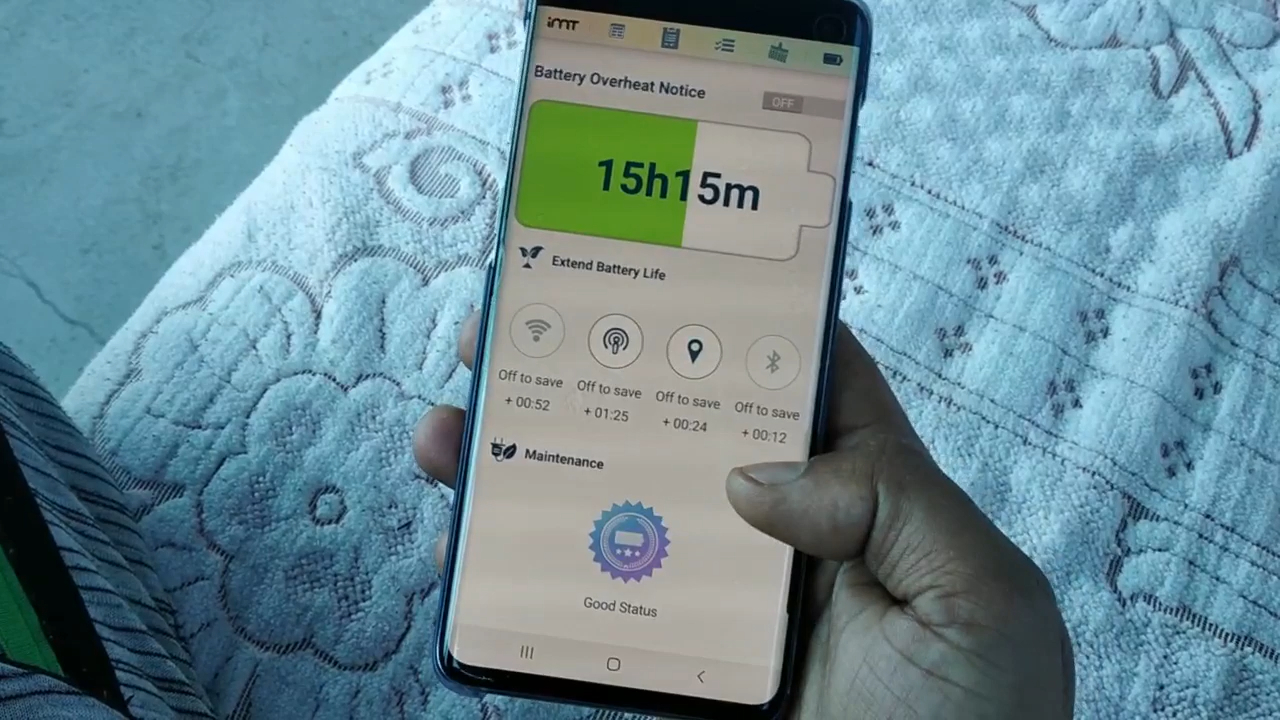 iMT
Battery Overheat Notice
OFF
15h15m
Extend Battery Life
Off to save Off to save Off to save Off to save
+ 00:52 + 01:25 + 00:24 + 00:12
Maintenance
Good Status